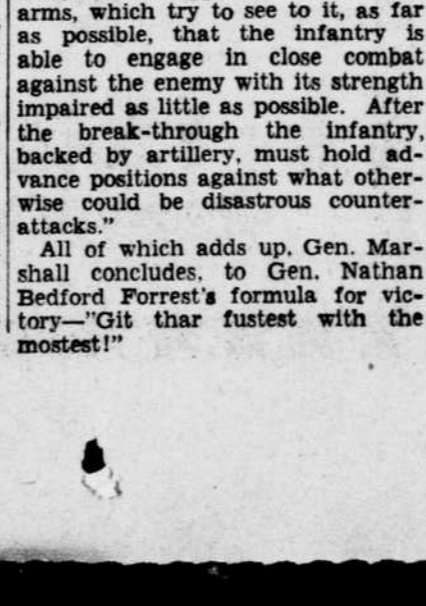 arms, which try to see to it, as far
as possible, that the infantry is
able to engage in close combat
against the enemy with its strength
impaired as little as possible. After
the break-through the infantry,
backed by artillery, must hold ad-
vance positions against what other-
wise could be disastrous counter-
attacks."
All of which adds up, Gen. Mar-
shall concludes, to Gen. Nathan
Bedford Forrest's formula for vic-
tory—"Git thar fustest with the
mostest!"